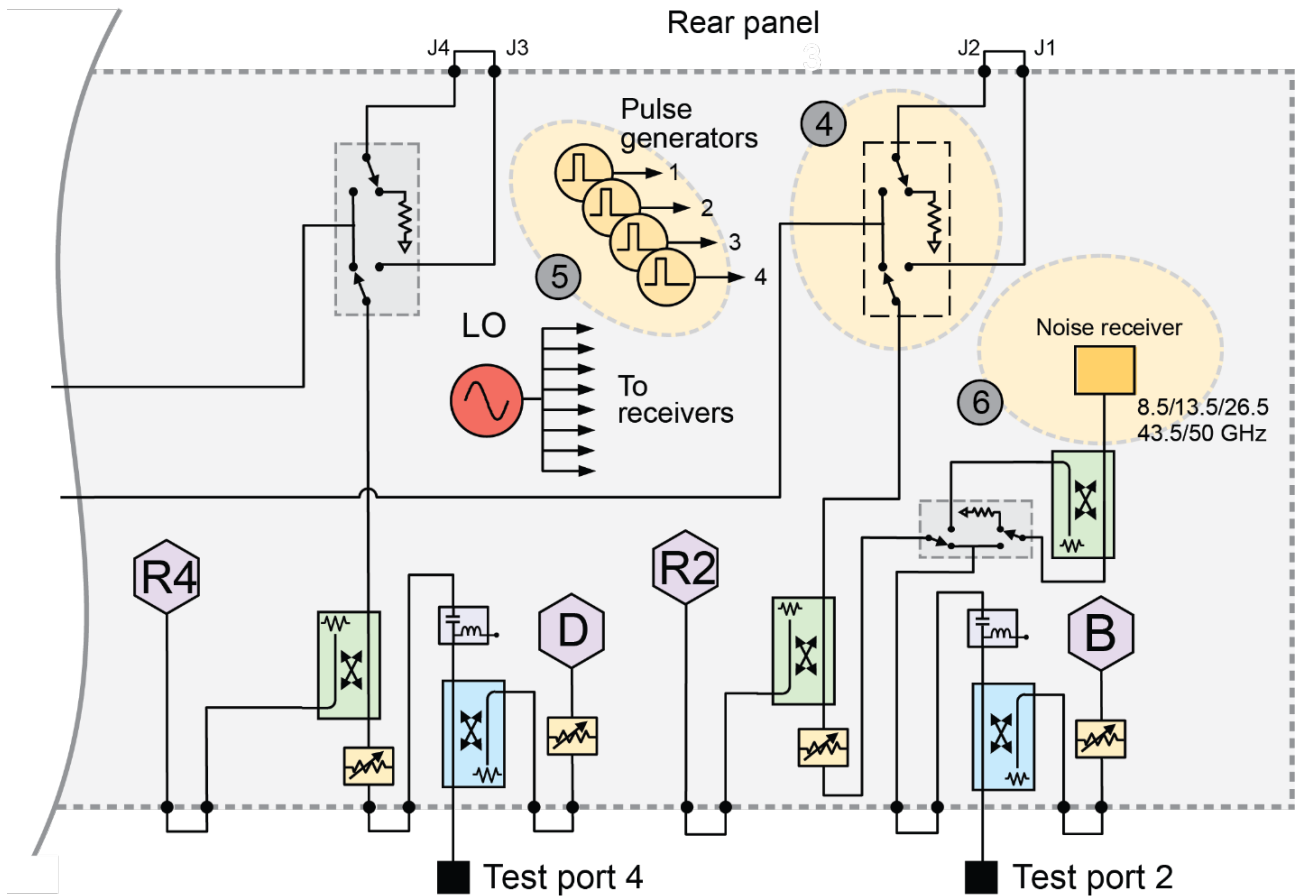 Rear panel
J4 J3
J2 J1
3
Pulse
generators
1
2
3
4
5
4
LO
To
receivers
Noise receiver
6
8.5/13.5/26.5
43.5/50 GHz
R4
D
R2
B
Test port 4
Test port 2